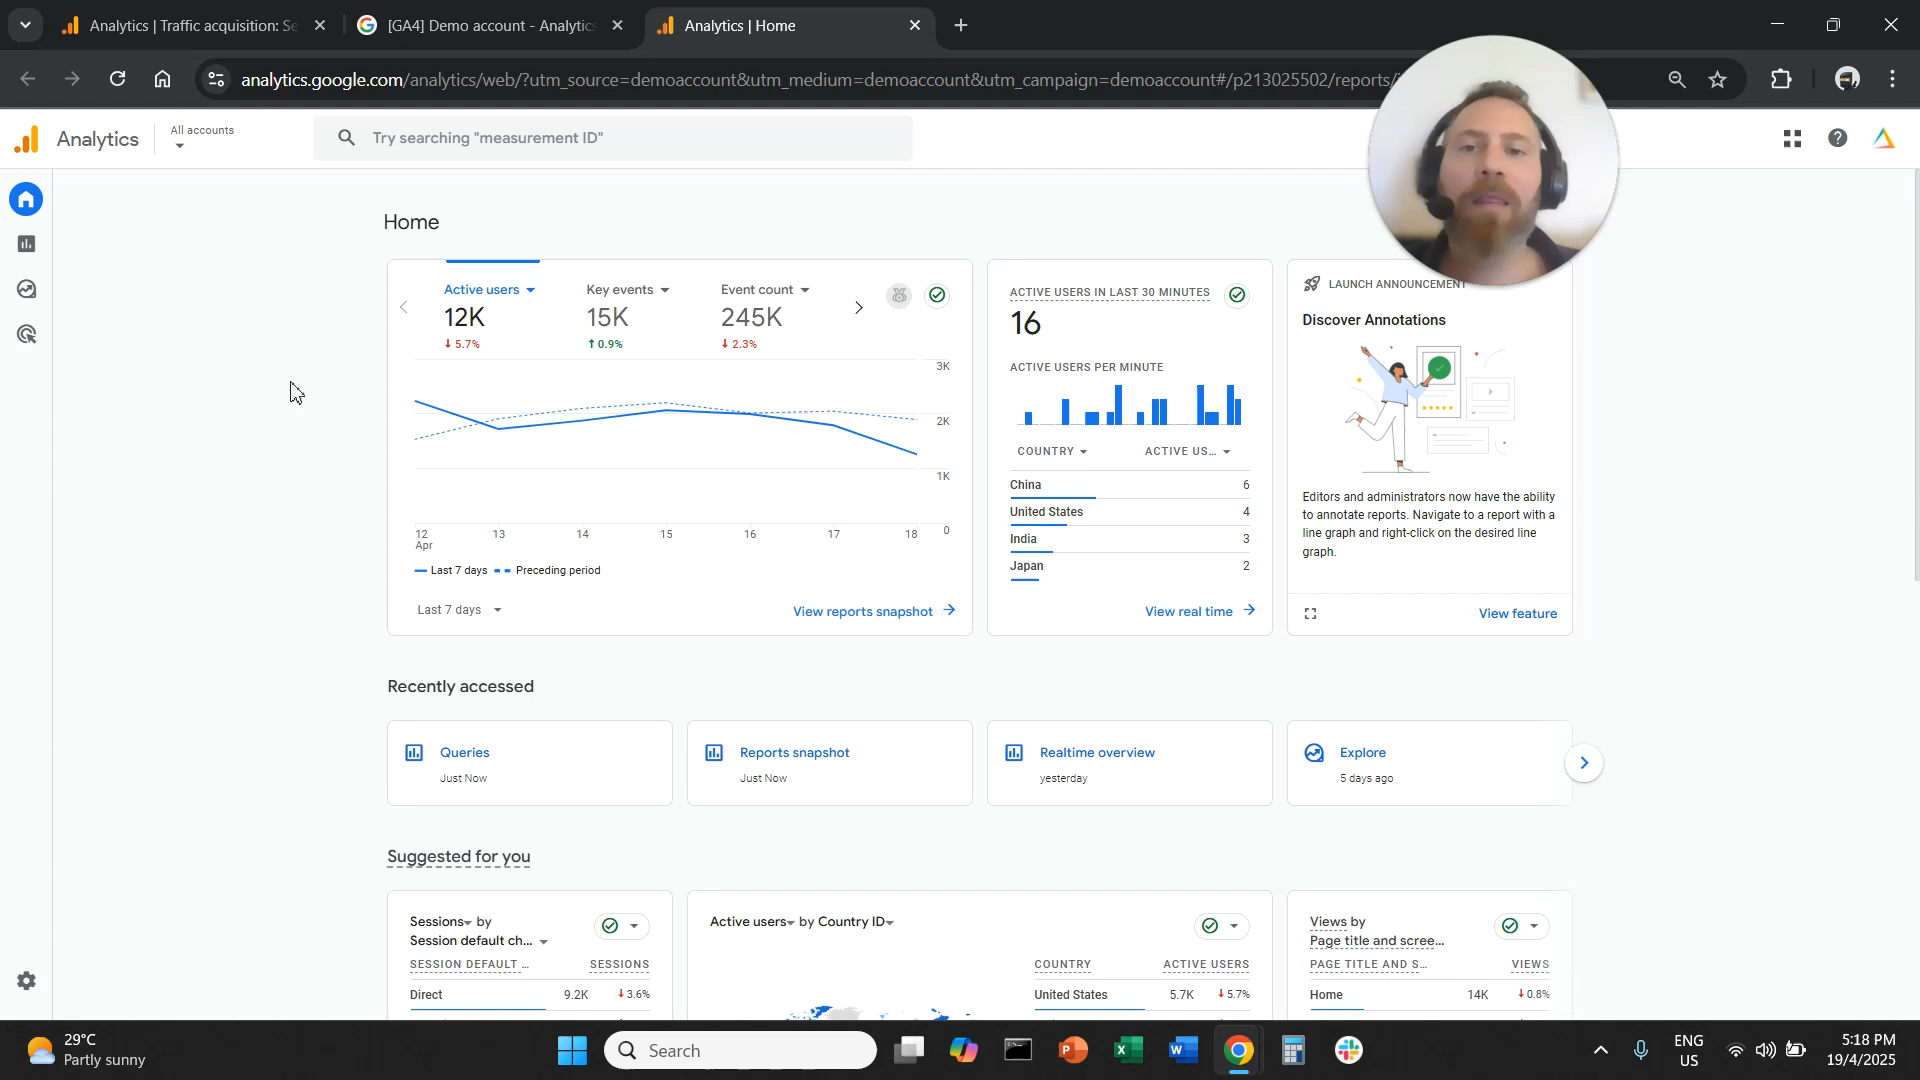 Analytics | Traffic acquisition: Se
[GA4] Demo account - Analytics
Analytics | Home
analytics.google.com/analytics/web/?utm_source=demoaccount&utm_medium=demoaccount&utm_campaign=demoaccount#/p213025502/reports/
Analytics
All accounts
Try searching "measurement ID"
Home
Active users
12K
5.7%
Key events
15K
0.9%
Event count
245K
2.3%
3K
2K
1K
0
12
Apr
13
14
15
16
17
18
Last 7 days
Preceding period
Last 7 days
View reports snapshot
ACTIVE USERS IN LAST 30 MINUTES
16
ACTIVE USERS PER MINUTE
COUNTRY
ACTIVE US...
China 6
United States 4
India 3
Japan 2
View real time
LAUNCH ANNOUNCEMENT
Discover Annotations
Editors and administrators now have the ability
to annotate reports. Navigate to a report with a
line graph and right-click on the desired line
graph.
View feature
Recently accessed
Queries
Just Now
Reports snapshot
Just Now
Realtime overview
yesterday
Explore
5 days ago
Suggested for you
Sessions by
Session default ch...
SESSION DEFAULT ...
SESSIONS
Direct 9.2K 3.6%
Active users by Country ID
COUNTRY
ACTIVE USERS
United States 5.7K 5.7%
Views by
Page title and scree...
PAGE TITLE AND S...
VIEWS
Home 14K 0.8%
29°C
Partly sunny
Search
ENG
US
5:18 PM
19/4/2025